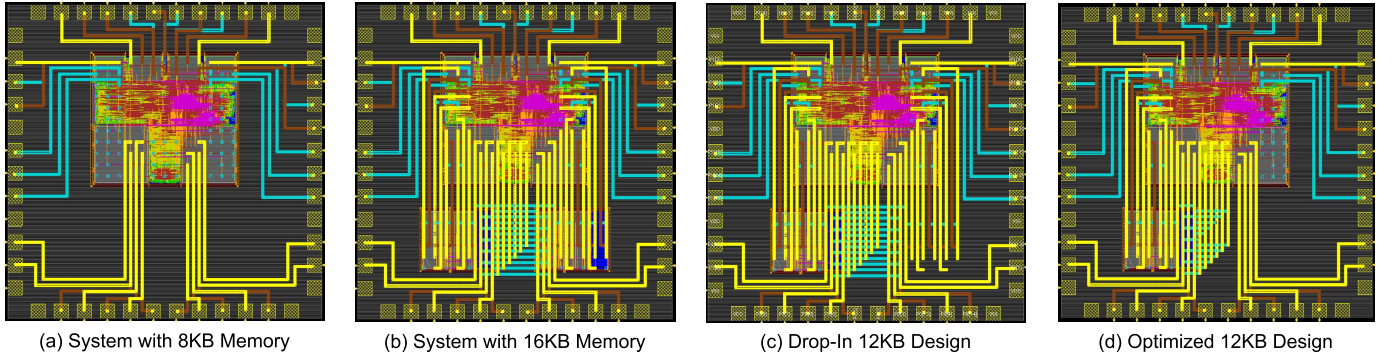 (a) System with 8KB Memory
(b) System with 16KB Memory
(c) Drop-In 12KB Design
(d) Optimized 12KB Design